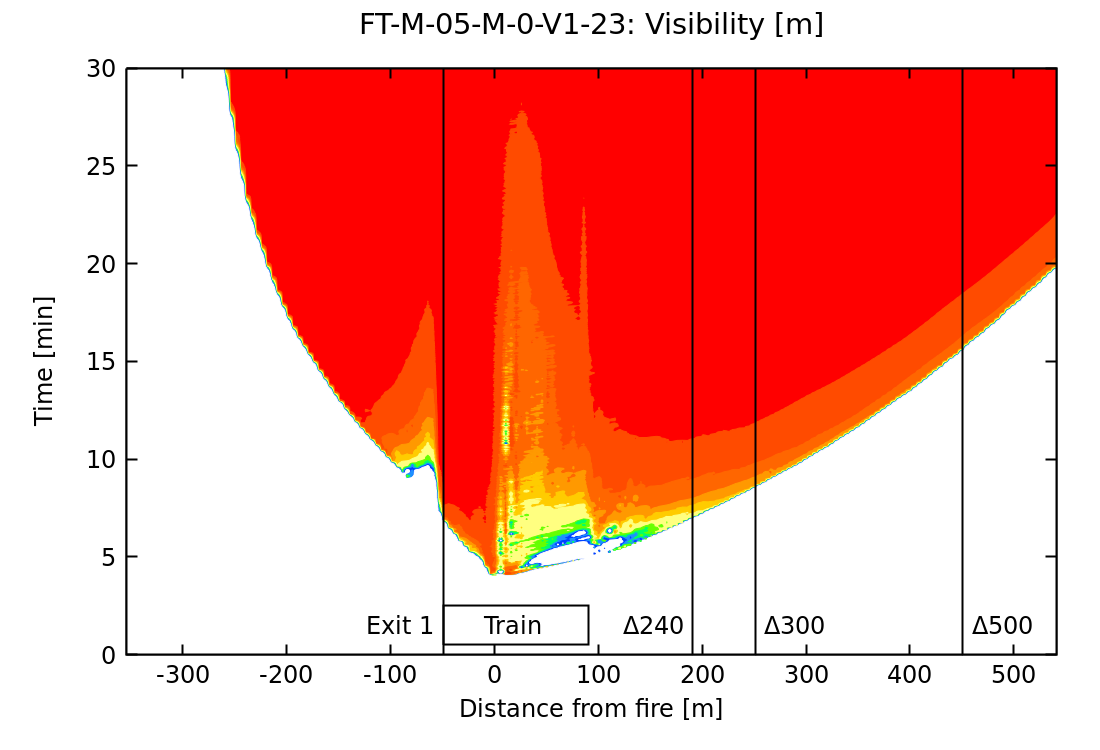 FT-M-05-M-0-V1-23: Visibility [m]
30
25
20
15
10
5
0
Time [min]
Exit 1
Train
Δ240
Δ300
Δ500
-300 -200 -100 0 100 200 300 400 500
Distance from fire [m]